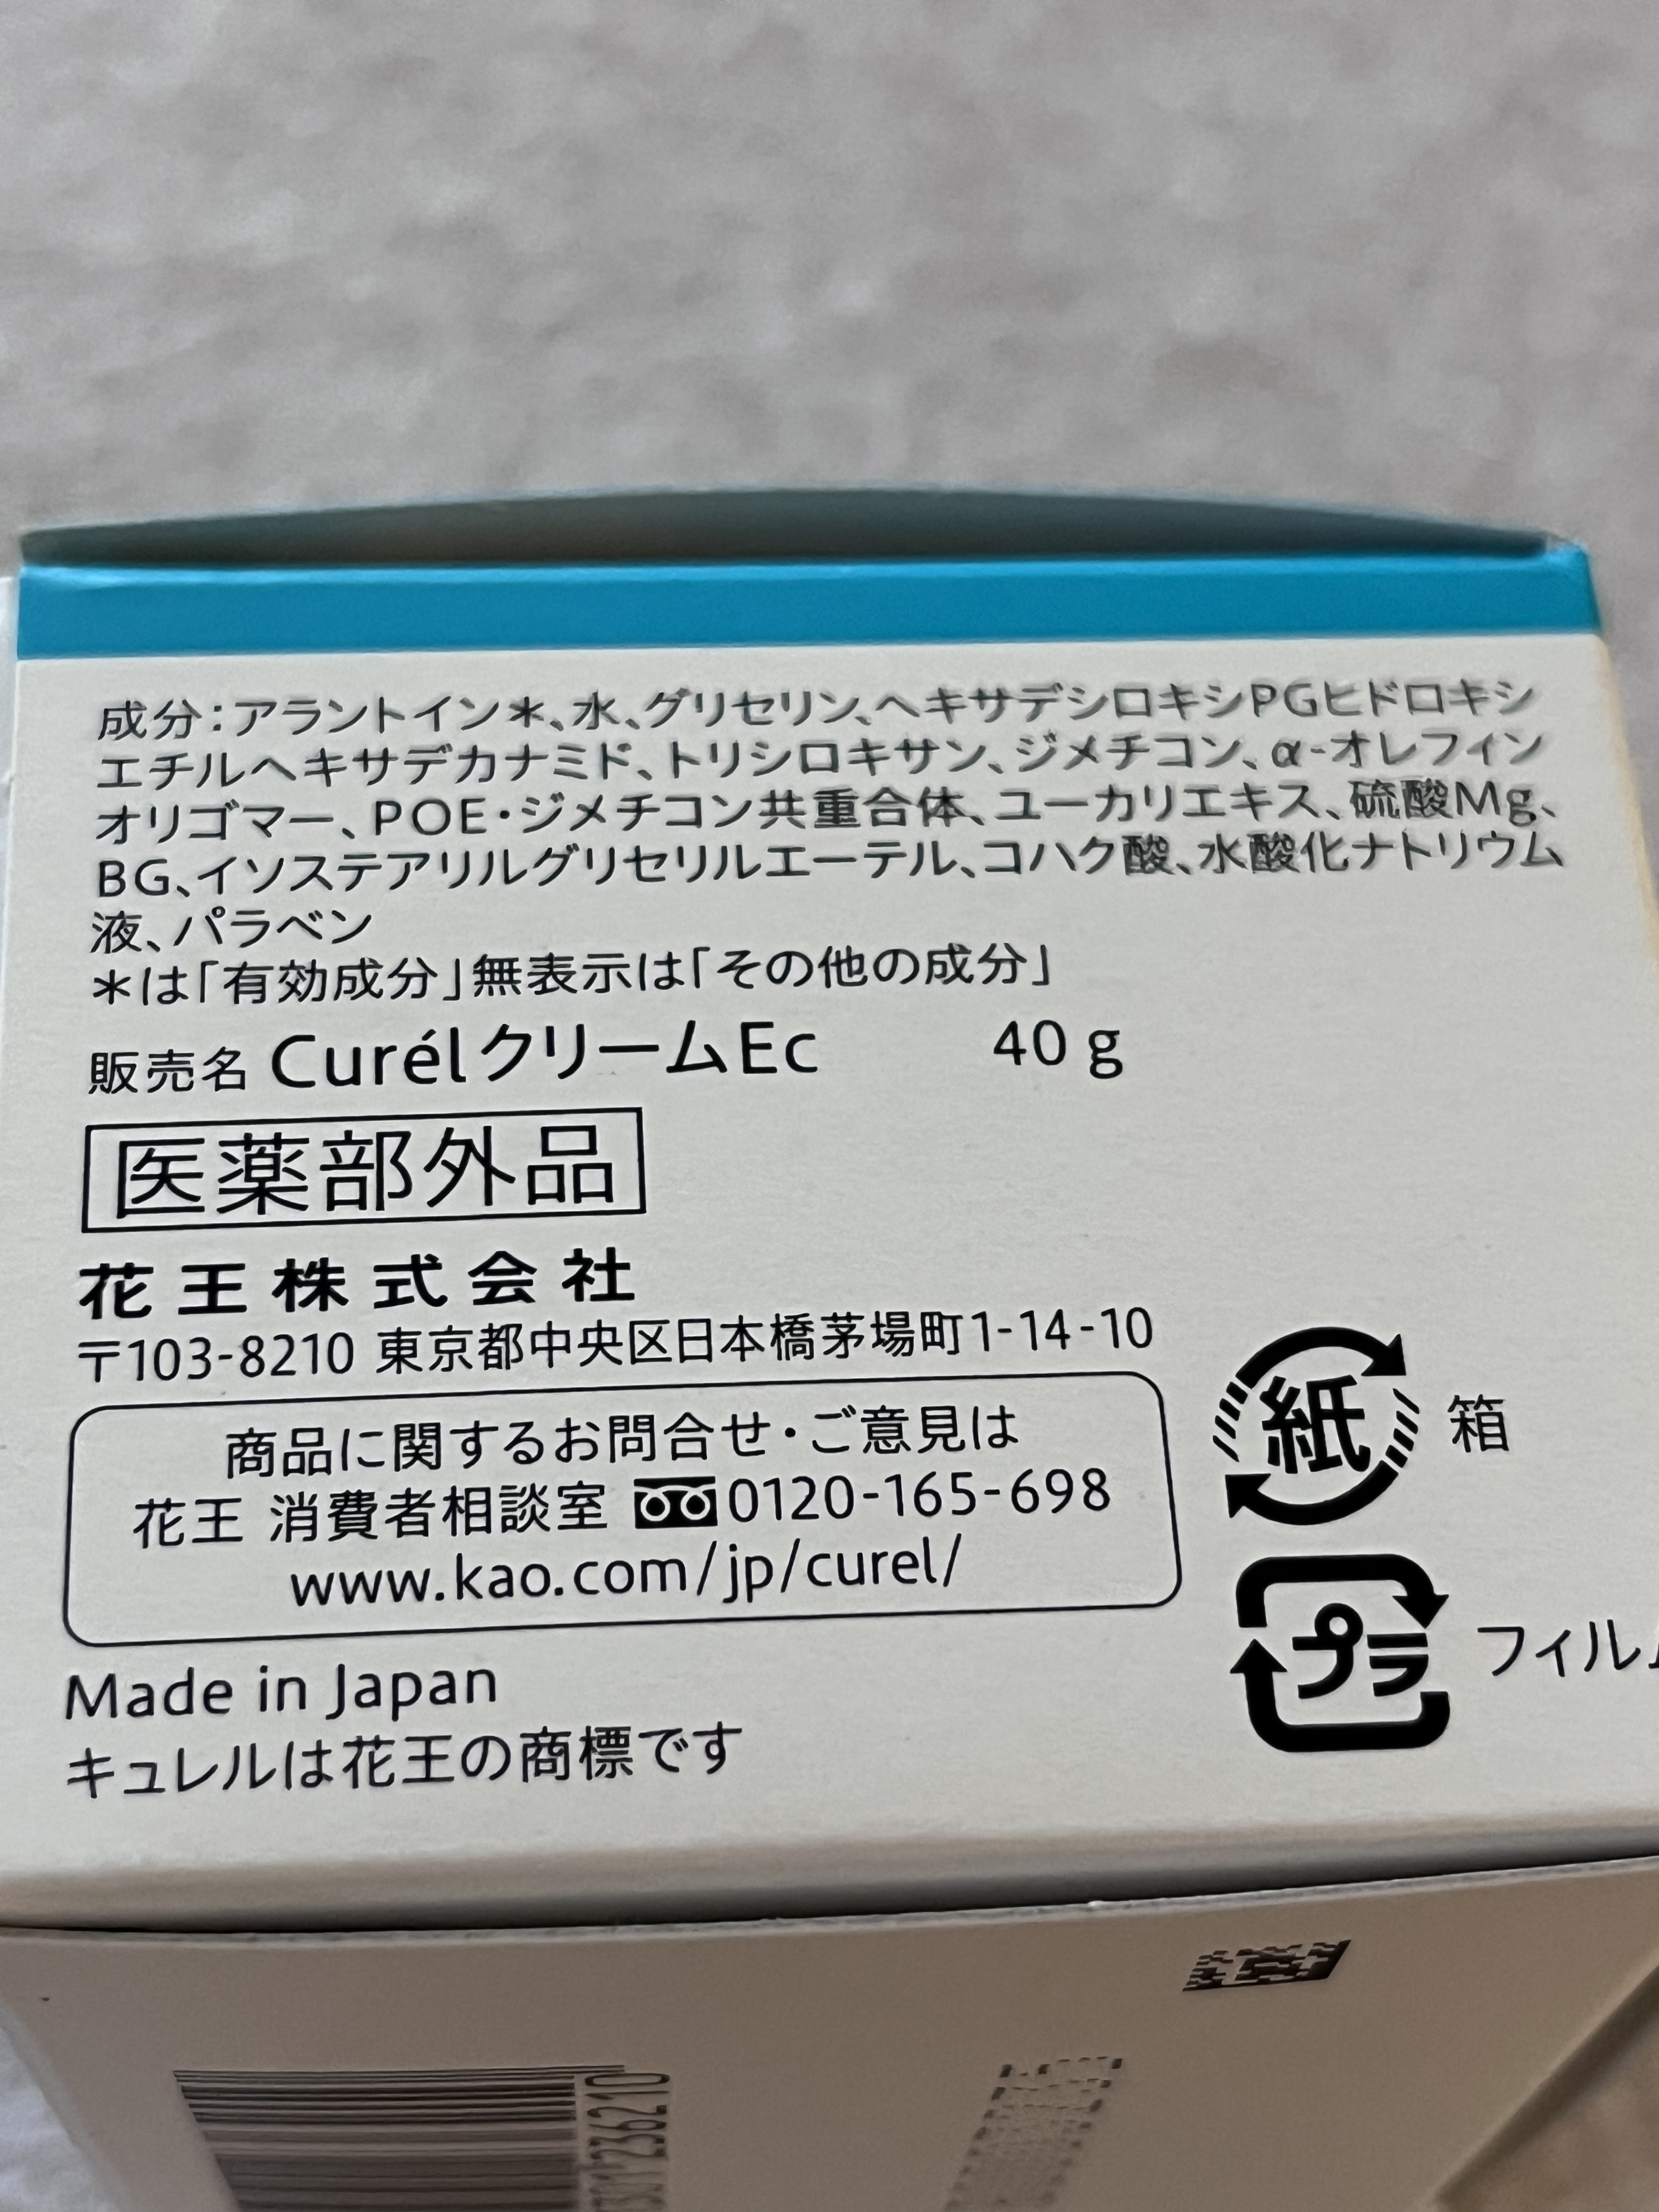 成分：アラントイン＊、水、グリセリン、ヘキサデシロキシPGヒドロキシ
エチルヘキサデカナミド、トリシロキサン、ジメチコン、α-オレフィン
オリゴマー、POE・ジメチコン共重合体、ユーカリエキス、硫酸Mg、
BG、イソステアリルグリセリルエーテル、コハク酸、水酸化ナトリウム
液、パラベン
＊は「有効成分」無表示は「その他の成分」
販売名 CurélクリームEc 40 g
医薬部外品
花王株式会社
〒103-8210 東京都中央区日本橋茅場町1-14-10
商品に関するお問合せ・ご意見は
花王 消費者相談室 0120-165-698
www.kao.com/jp/curel/
紙 箱
プラ
Made in Japan
キュレルは花王の商標です